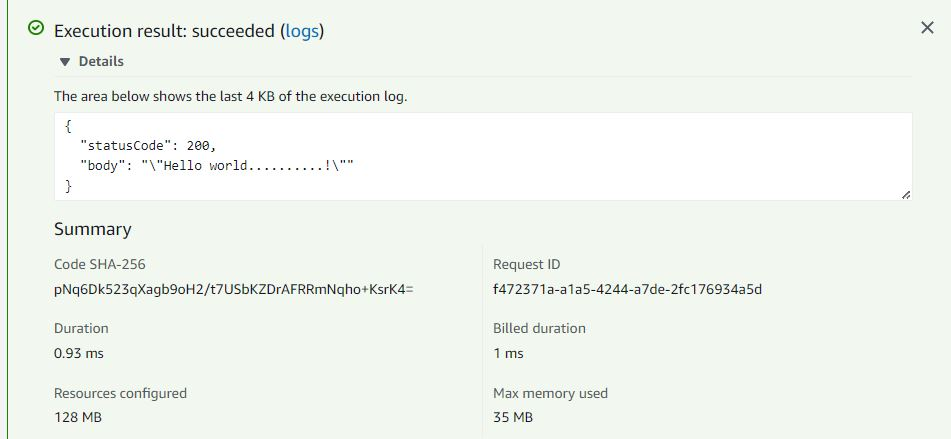 Execution result: succeeded (logs)
Details
The area below shows the last 4 KB of the execution log.
{
  "statusCode": 200,
  "body": "\"Hello world..........!\""
}
Summary
Code SHA-256
pNq6Dk523qXagb9oH2/t7USbKZDrAFRRmNqho+KsrK4=
Request ID
f472371a-a1a5-4244-a7de-2fc176934a5d
Duration
0.93 ms
Billed duration
1 ms
Resources configured
128 MB
Max memory used
35 MB